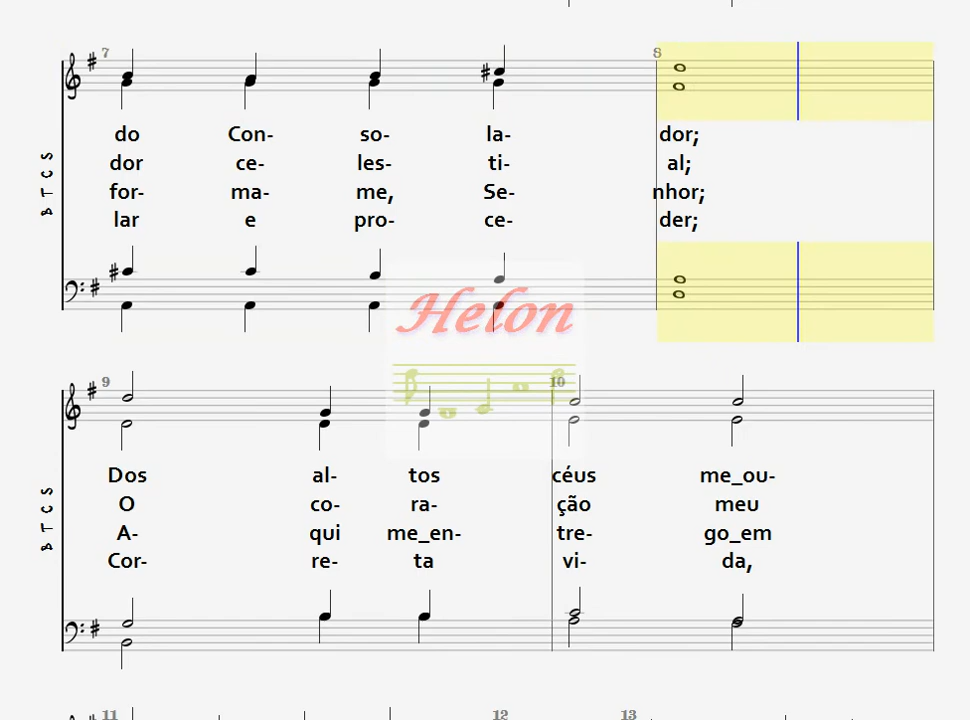 7 8
do Con- so- la- dor;
dor ce- les- ti- al;
for- ma- me, Se- nhor;
lar e pro- ce- der;
B T C S
Helon
9 10
Dos al- tos céus me_ou-
O co- ra- ção meu
A- qui me_en- tre- go_em
Cor- re- ta vi- da,
B T C S
11 12 13